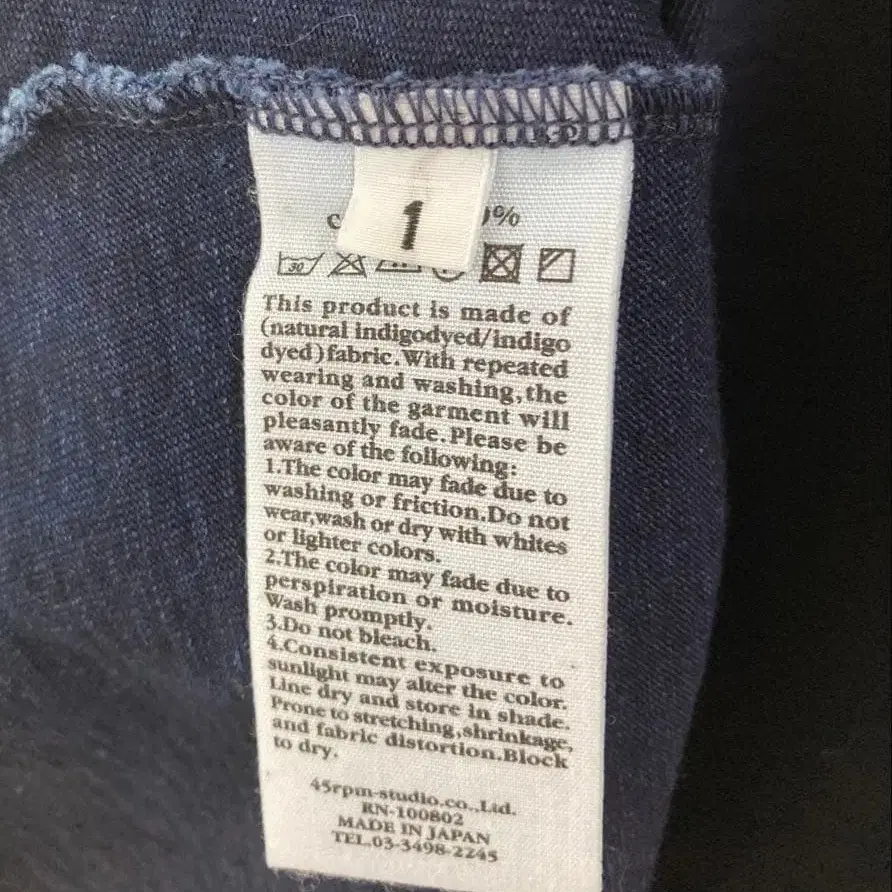 1
%
30
This product is made of
(natural indigodyed/indigo
dyed)fabric.With repeated
wearing and washing,the
color of the garment will
pleasantly fade.Please be
aware of the following:
1.The color may fade due to
washing or friction.Do not
wear,wash or dry with whites
or lighter colors.
2.The color may fade due to
perspiration or moisture.
Wash promptly.
3.Do not bleach.
4.Consistent exposure to
sunlight may alter the color.
Line dry and store in shade.
Prone to stretching,shrinkage,
and fabric distortion.Block
to dry.
45rpm-studio.co.,Ltd.
RN-100802
MADE IN JAPAN
TEL.03-3498-2245